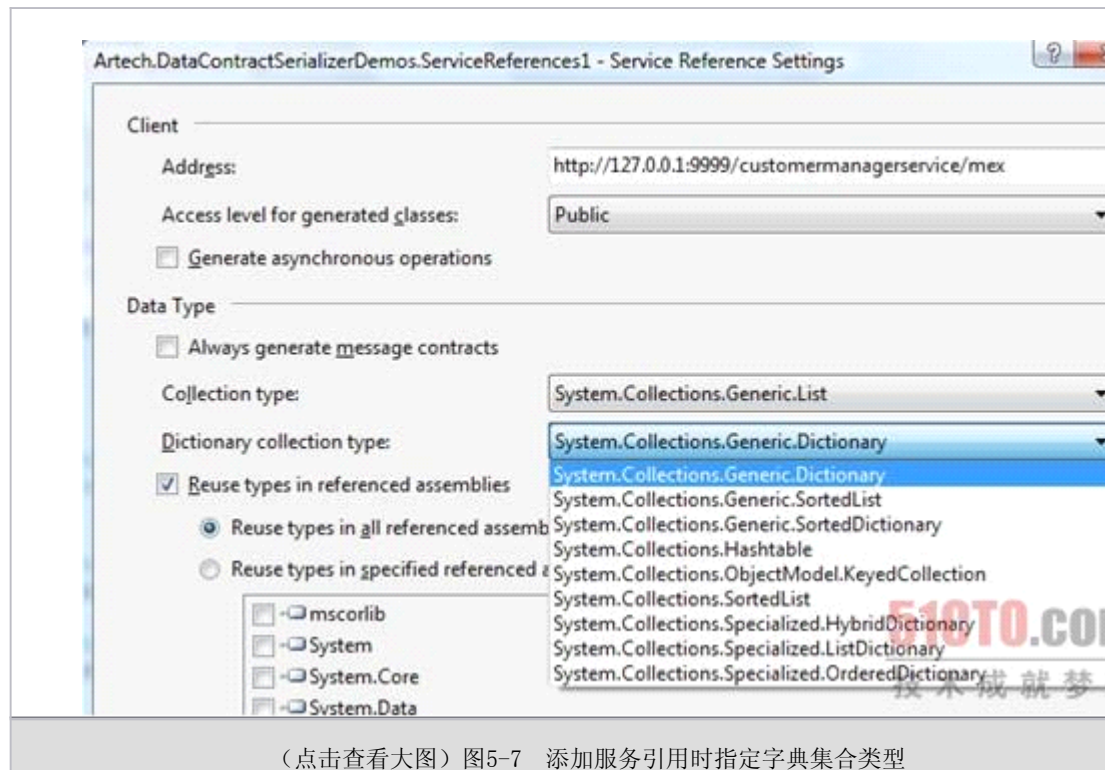 Artech.DataContractSerializerDemos.ServiceReferences1 - Service Reference Settings
Client
Address:
http://127.0.0.1:9999/customermanagerservice/mex
Access level for generated classes:
Public
Generate asynchronous operations
Data Type
Always generate message contracts
Collection type:
System.Collections.Generic.List
Dictionary collection type:
System.Collections.Generic.Dictionary
System.Collections.Generic.Dictionary
System.Collections.Generic.SortedList
System.Collections.Generic.SortedDictionary
System.Collections.Hashtable
System.Collections.ObjectModel.KeyedCollection
System.Collections.SortedList
System.Collections.Specialized.HybridDictionary
System.Collections.Specialized.ListDictionary
System.Collections.Specialized.OrderedDictionary
Reuse types in referenced assemblies
Reuse types in all referenced assemb
Reuse types in specified referenced a
mscorlib
System
System.Core
System.Data
51CTO.co
技术成就梦
(点击查看大图)图5-7 添加服务引用时指定字典集合类型